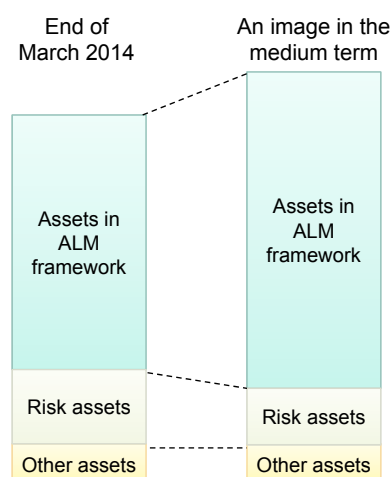 End of
March 2014
An image in the
medium term
Assets in
ALM
framework
Assets in
ALM
framework
Risk assets
Risk assets
Other assets
Other assets